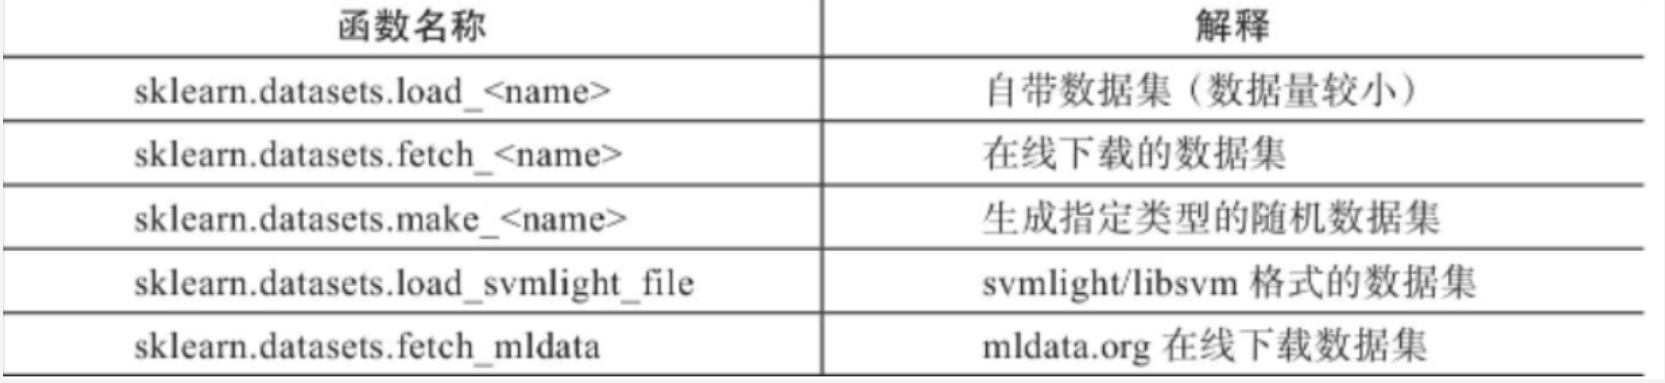 函数名称 解释
sklearn.datasets.load_<name> 自带数据集（数据量较小）
sklearn.datasets.fetch_<name> 在线下载的数据集
sklearn.datasets.make_<name> 生成指定类型的随机数据集
sklearn.datasets.load_svmlight_file svmlight/libsvm 格式的数据集
sklearn.datasets.fetch_mldata mldata.org 在线下载数据集